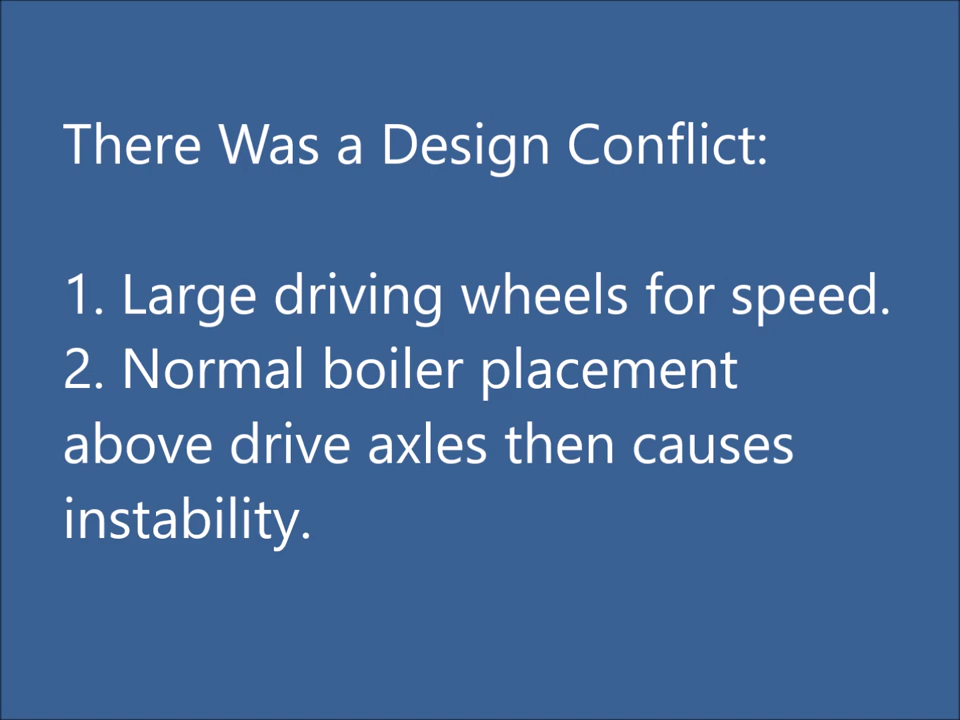 There Was a Design Conflict:
1. Large driving wheels for speed.
2. Normal boiler placement
above drive axles then causes
instability.